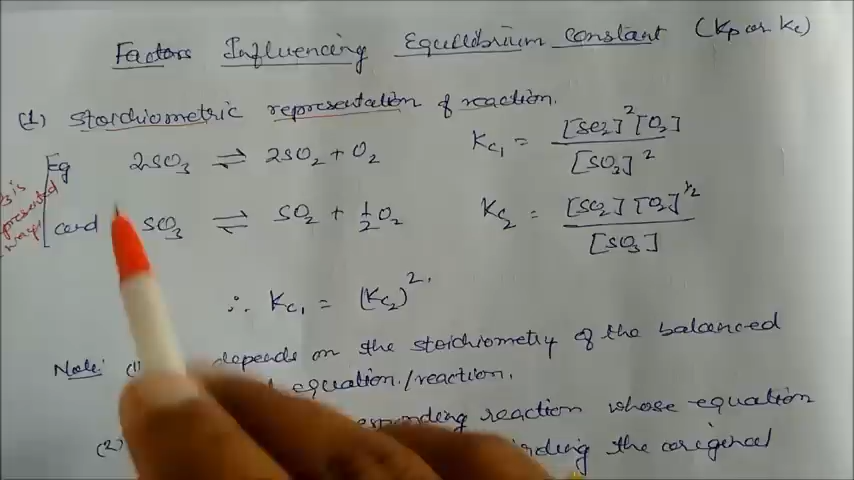 Factors Influencing Equilibrium constant (Kp or Kc)
(1) Stoichiometric representation of reaction.
Eg 2SO₃ ⇌ 2SO₂ + O₂ Kc₁ = [SO₂]²[O₂] / [SO₃]²
and SO₃ ⇌ SO₂ + 1/2 O₂ Kc₂ = [SO₂][O₂]^1/2 / [SO₃]
∴ Kc₁ = (Kc₂)².
Note: (1) depends on the stoichiometry of the balanced
equation/reaction.
(2) reaction whose equation
the original